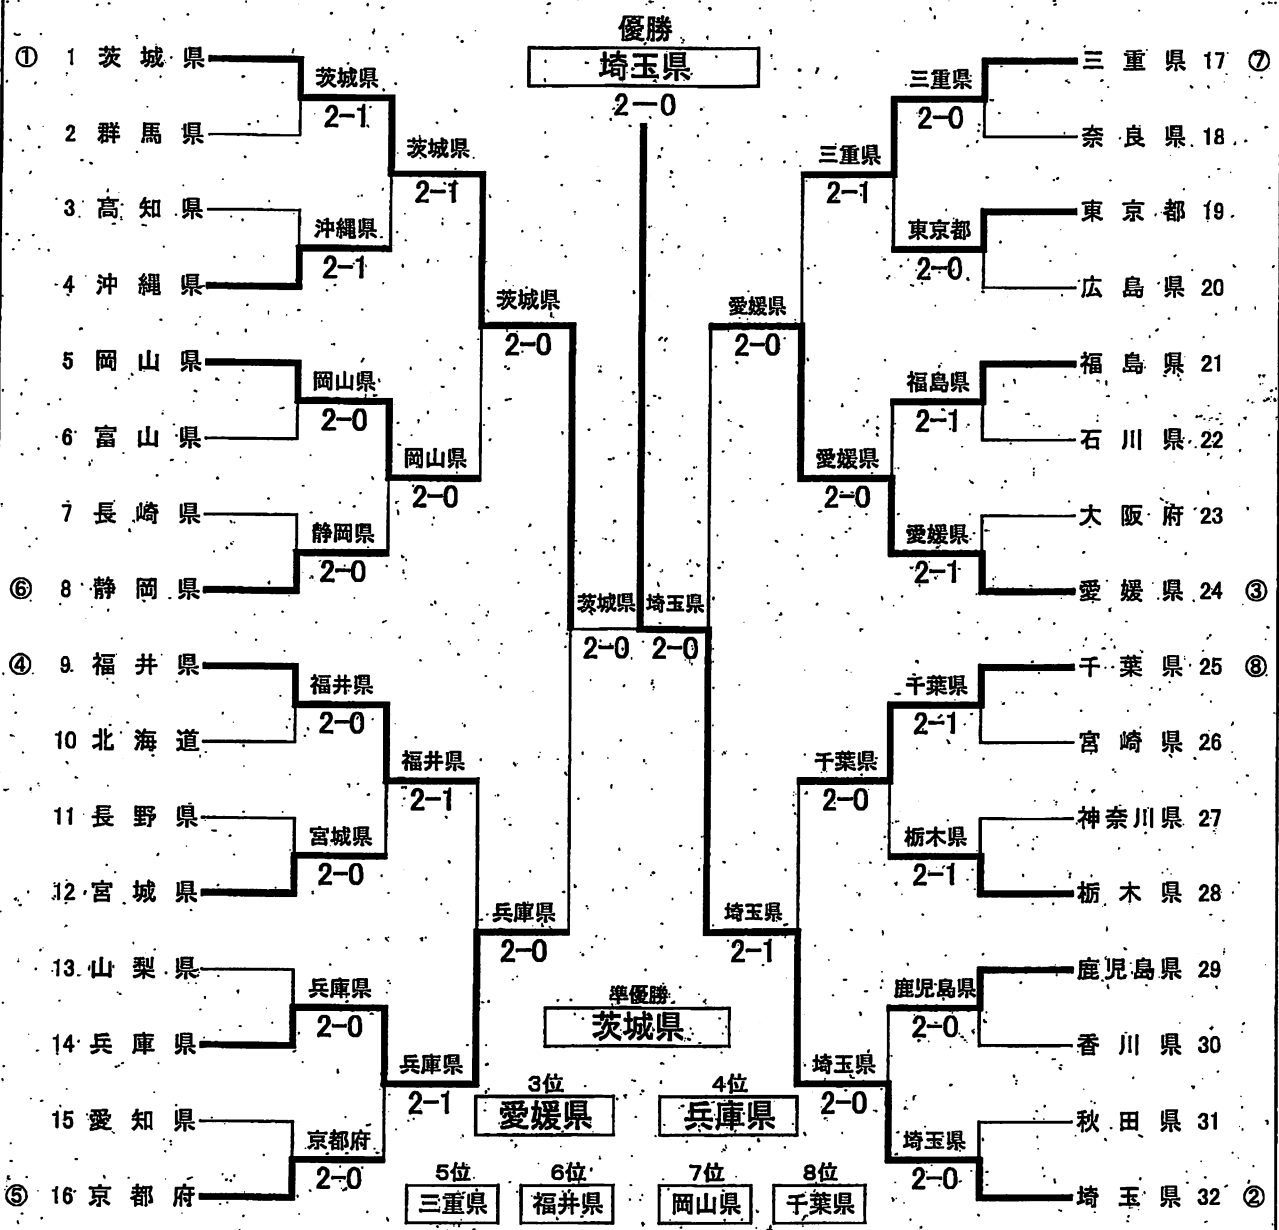 優勝
埼玉県
2-0
① 1 茨城県
2 群馬県
3 高知県
4 沖縄県
5 岡山県
6 富山県
7 長崎県
⑥ 8 静岡県
④ 9 福井県
10 北海道
11 長野県
12 宮城県
13 山梨県
14 兵庫県
15 愛知県
⑤ 16 京都府
茨城県
2-1
沖縄県
2-1
岡山県
2-0
静岡県
2-0
福井県
2-0
宮城県
2-0
兵庫県
2-0
京都府
2-0
茨城県
2-1
岡山県
2-0
福井県
2-1
兵庫県
2-1
茨城県
2-0
兵庫県
2-0
茨城県
2-0
埼玉県
2-0
愛媛県
2-0
埼玉県
2-1
三重県
2-1
愛媛県
2-0
千葉県
2-0
埼玉県
2-0
三重県
2-0
東京都
2-0
福島県
2-1
愛媛県
2-1
千葉県
2-1
栃木県
2-1
鹿児島県
2-0
埼玉県
2-0
三重県 17 ⑦
奈良県 18
東京都 19
広島県 20
福島県 21
石川県 22
大阪府 23
愛媛県 24 ③
千葉県 25 ⑧
宮崎県 26
神奈川県 27
栃木県 28
鹿児島県 29
香川県 30
秋田県 31
埼玉県 32 ②
準優勝
茨城県
3位
愛媛県
4位
兵庫県
5位
三重県
6位
福井県
7位
岡山県
8位
千葉県